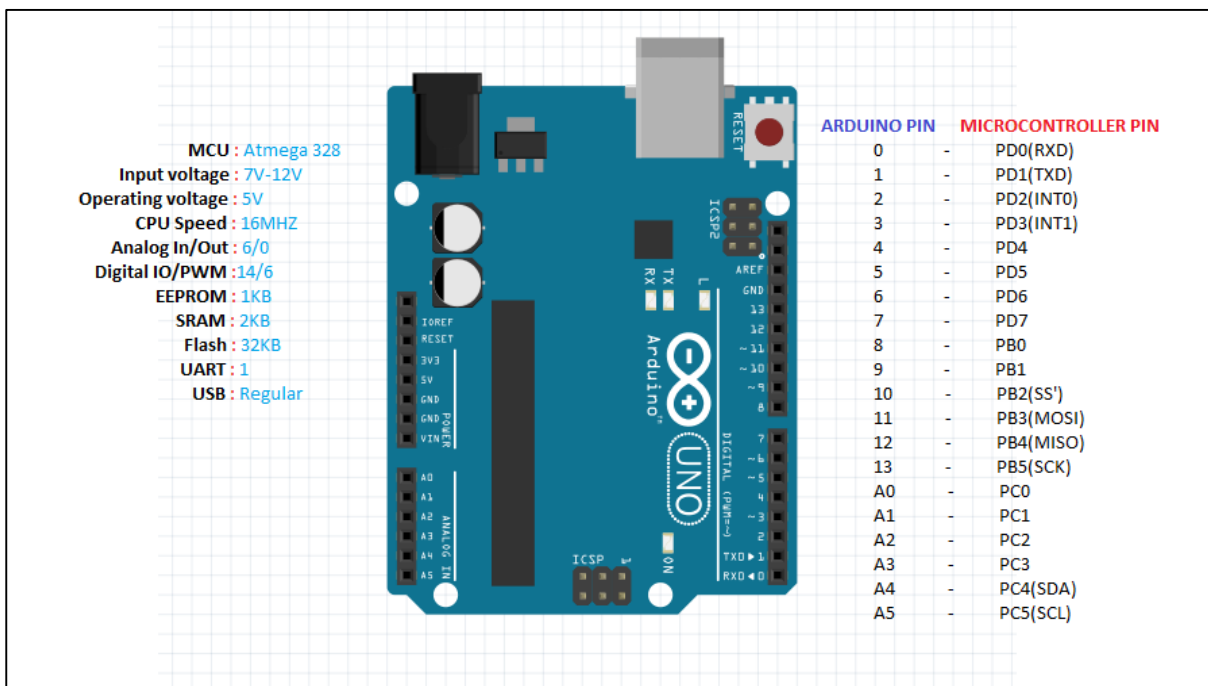 MCU : Atmega 328
Input voltage : 7V-12V
Operating voltage : 5V
CPU Speed : 16MHZ
Analog In/Out : 6/0
Digital IO/PWM :14/6
EEPROM : 1KB
SRAM : 2KB
Flash : 32KB
UART : 1
USB : Regular
RESET
ICSP2
RX
TX
L
IOREF
RESET
3V3
5V
GND
GND
VIN
POWER
A0
A1
A2
A3
A4
A5
ANALOG IN
Arduino™
UNO
ICSP
1
ON
AREF
GND
13
12
~11
~10
~9
8
7
~6
~5
4
~3
2
TXD▶1
RXD◀0
DIGITAL (PWM=~)
ARDUINO PIN MICROCONTROLLER PIN
0 - PD0(RXD)
1 - PD1(TXD)
2 - PD2(INT0)
3 - PD3(INT1)
4 - PD4
5 - PD5
6 - PD6
7 - PD7
8 - PB0
9 - PB1
10 - PB2(SS')
11 - PB3(MOSI)
12 - PB4(MISO)
13 - PB5(SCK)
A0 - PC0
A1 - PC1
A2 - PC2
A3 - PC3
A4 - PC4(SDA)
A5 - PC5(SCL)